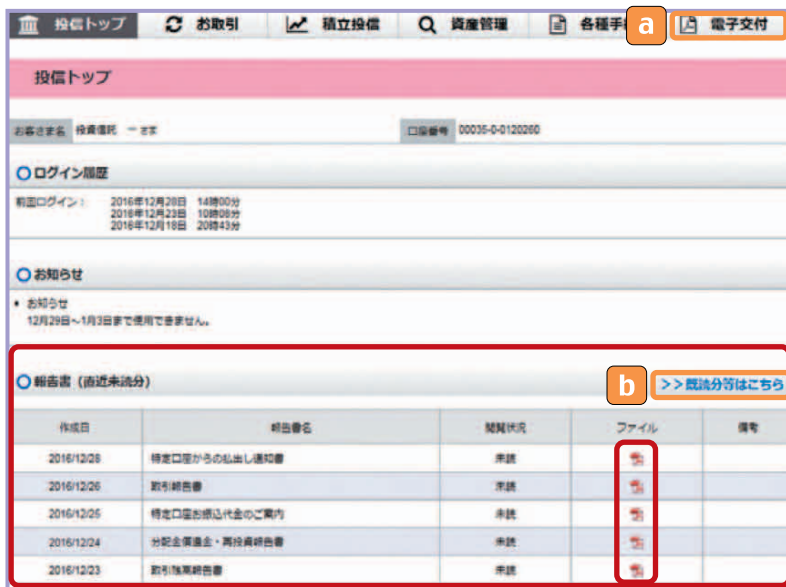 投信トップ お取引 積立投信 資産管理 各種手 a 電子交付
投信トップ
お客さま名 投資信託 一 さま 口座番号 00035-0-0120260
ログイン履歴
前回ログイン: 2016年12月28日 14時00分
2016年12月23日 10時08分
2016年12月18日 20時43分
お知らせ
• お知らせ
12月29日~1月3日まで使用できません。
報告書（直近未読分） b >>既読分等はこちら
作成日 報告書名 閲覧状況 ファイル 備考
2016/12/28 特定口座からの払出し通知書 未読
2016/12/26 取引報告書 未読
2016/12/25 特定口座お振込代金のご案内 未読
2016/12/24 分配金償還金・再投資報告書 未読
2016/12/23 取引残高報告書 未読